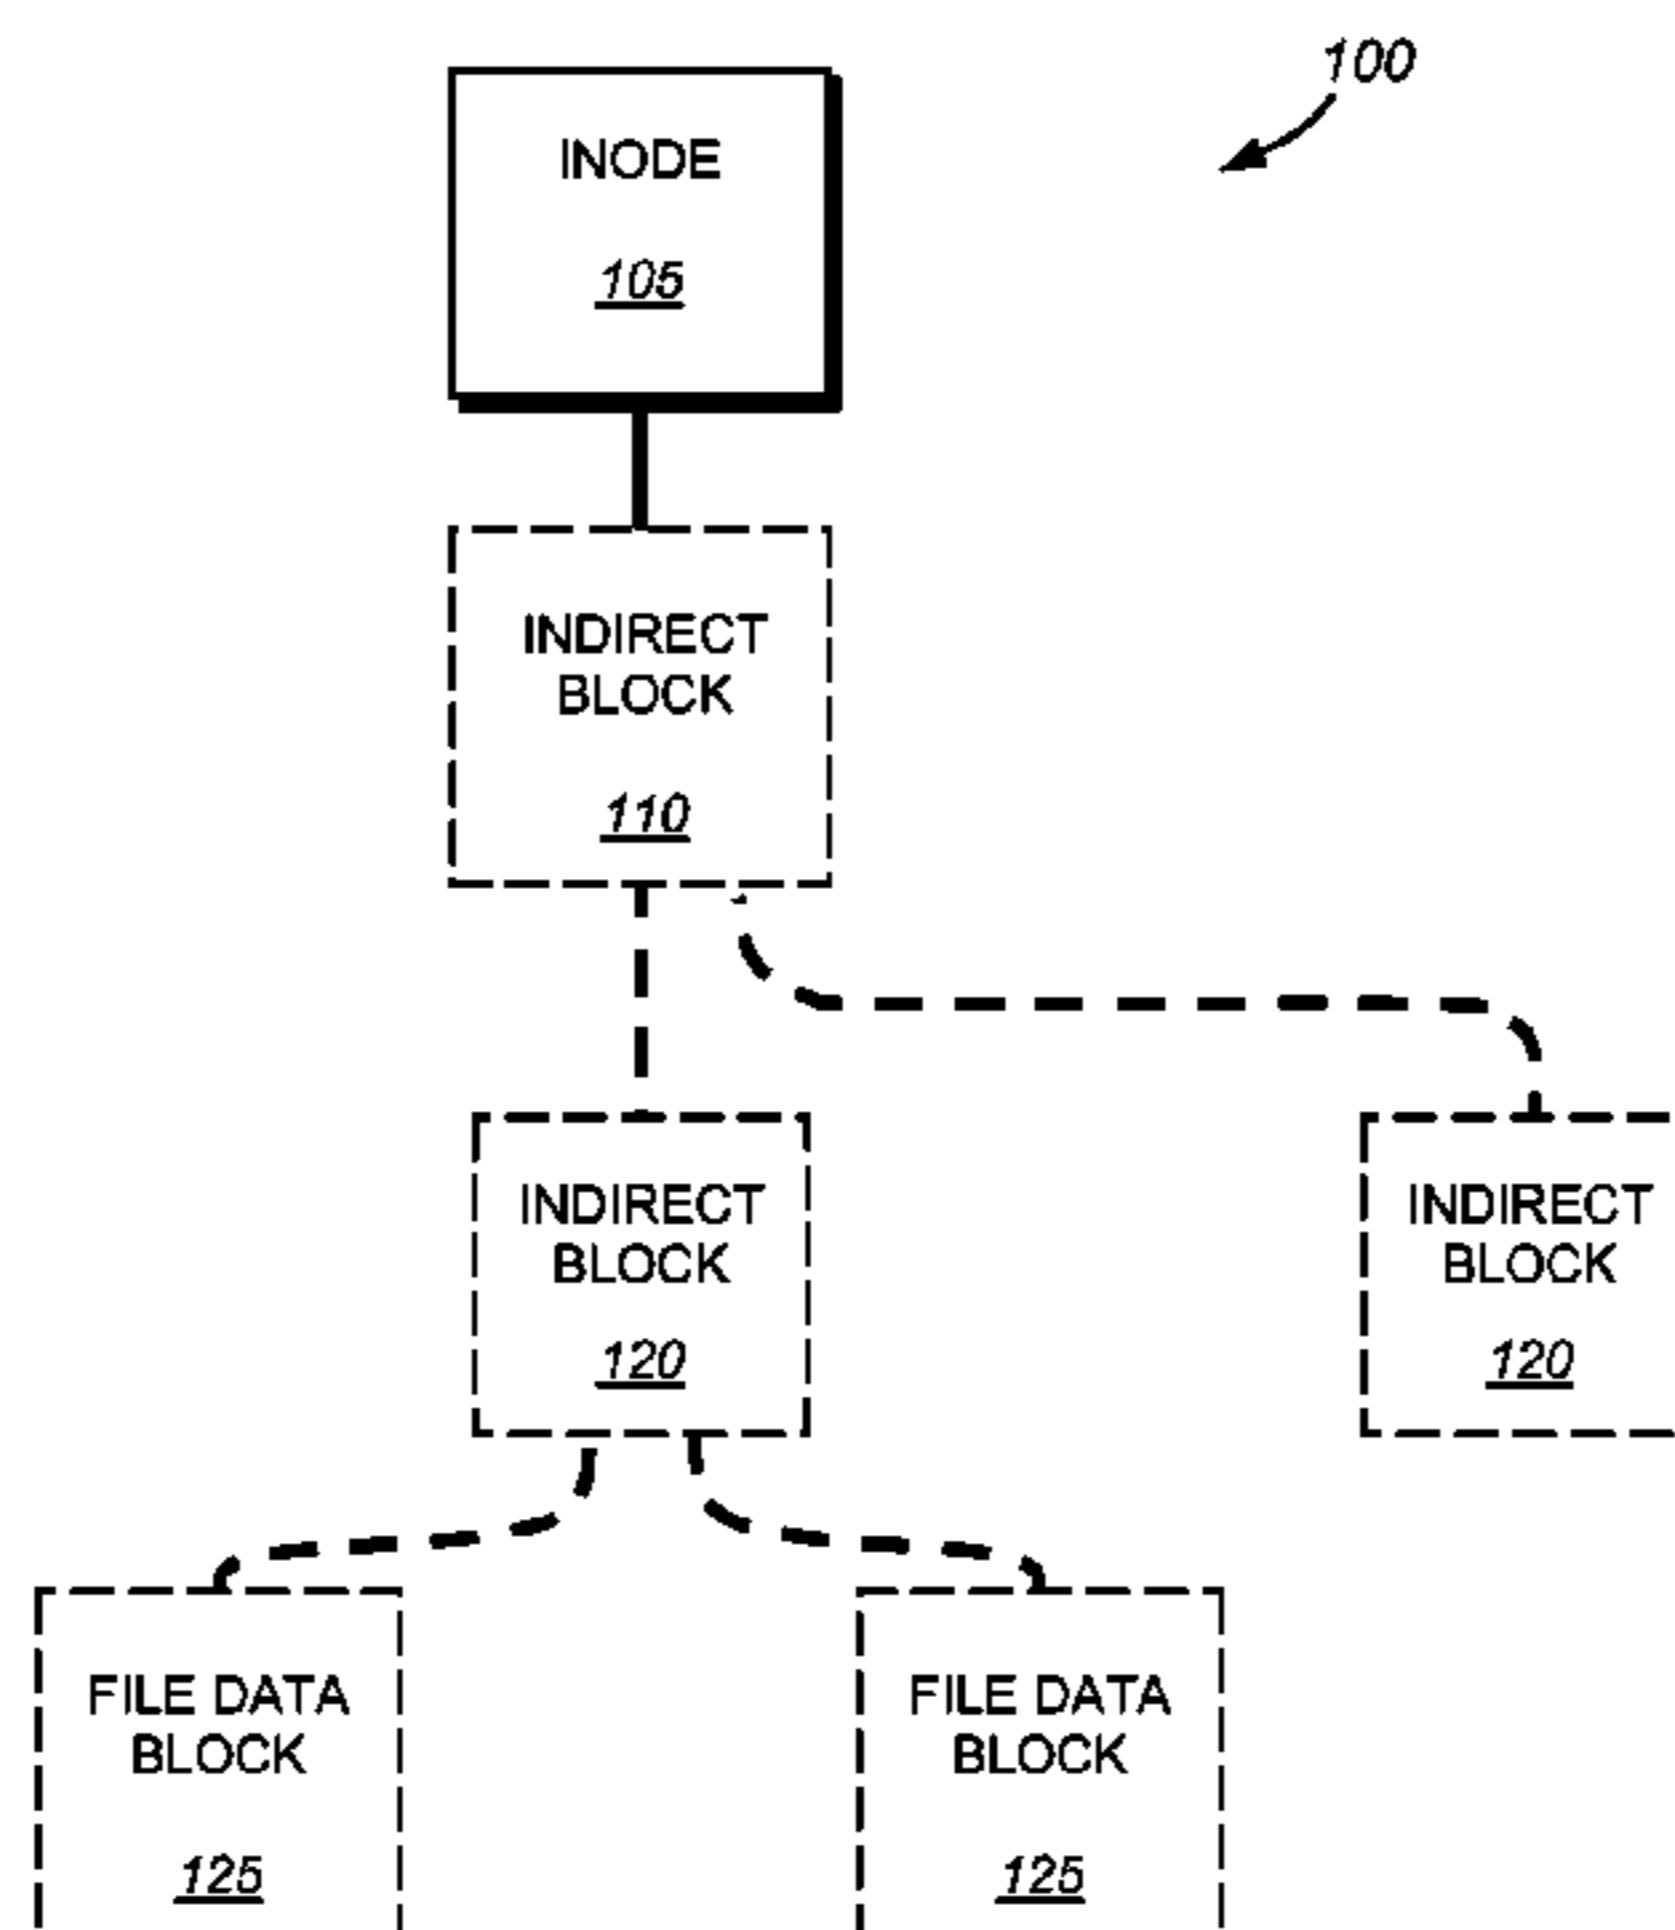 100
INODE
105
INDIRECT
BLOCK
110
INDIRECT
BLOCK
120
INDIRECT
BLOCK
120
FILE DATA
BLOCK
125
FILE DATA
BLOCK
125